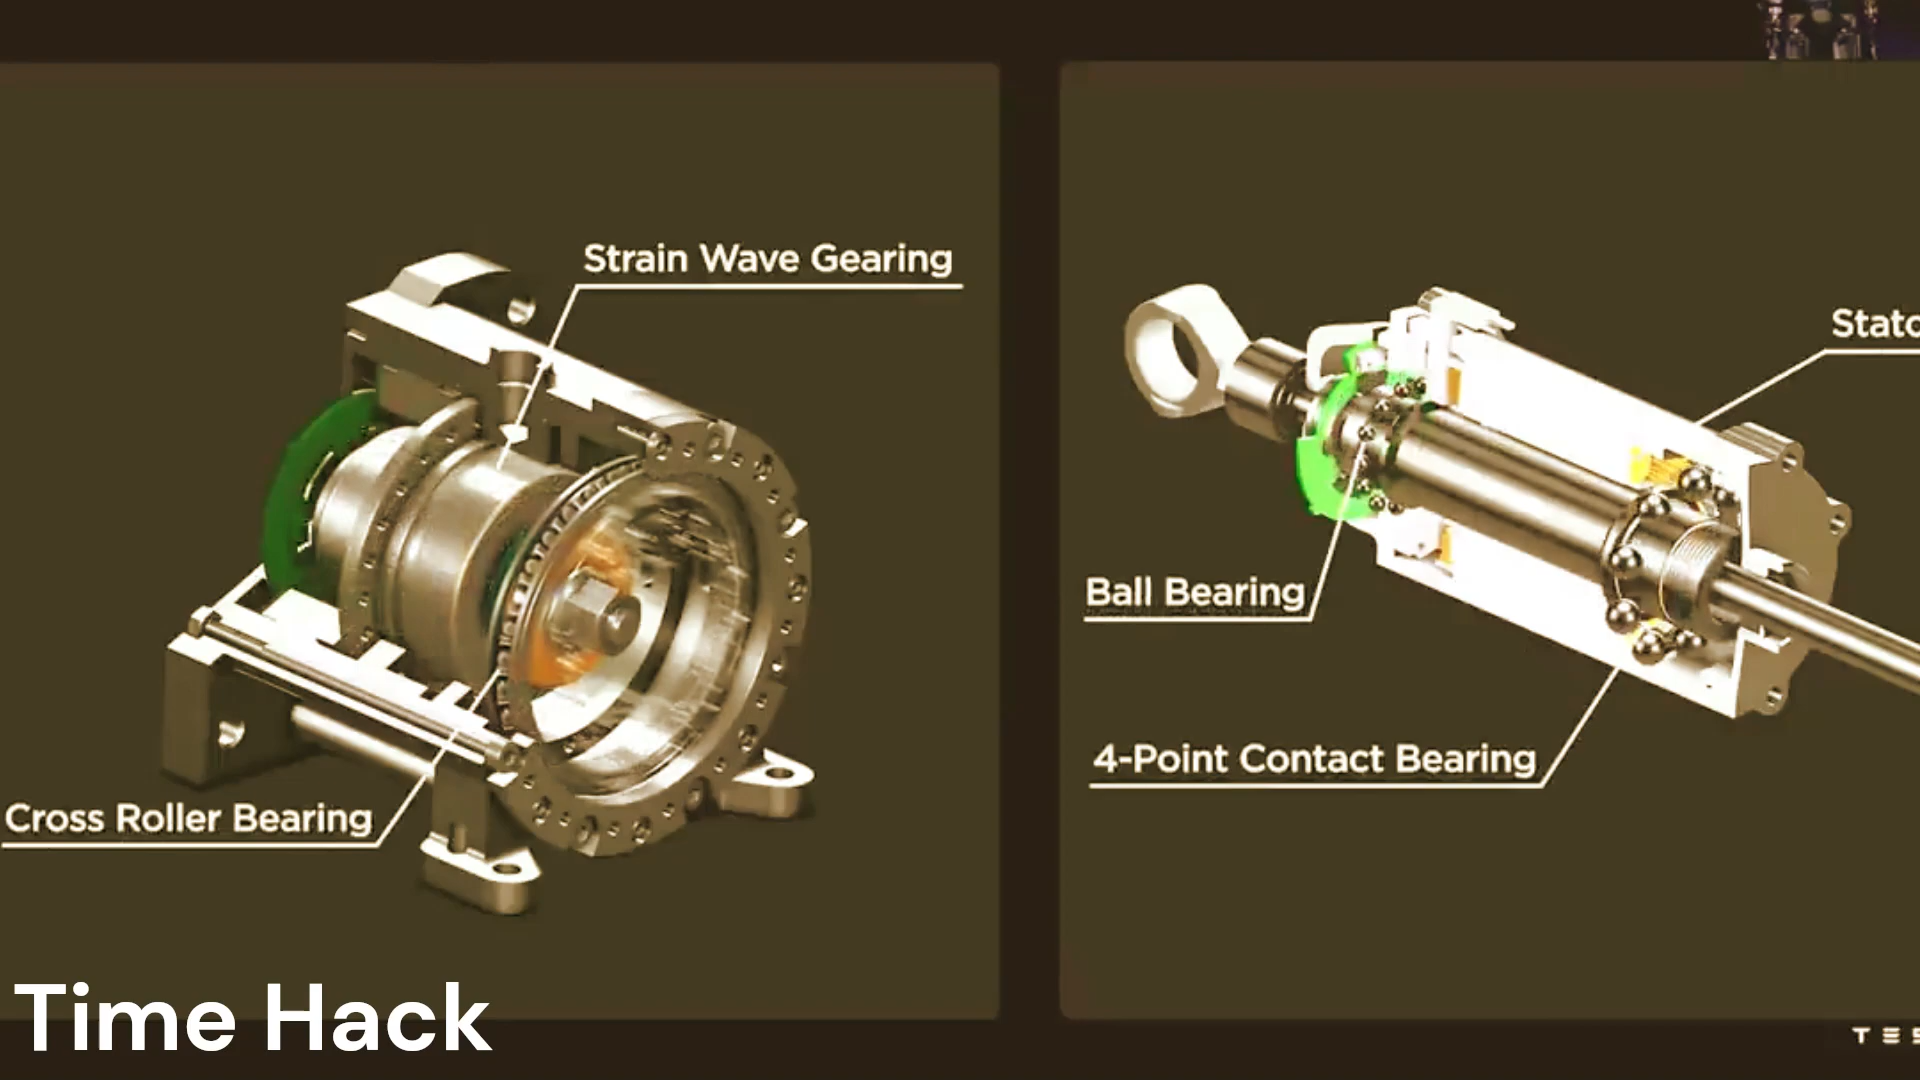 Strain Wave Gearing
Cross Roller Bearing
Ball Bearing
4-Point Contact Bearing
Time Hack